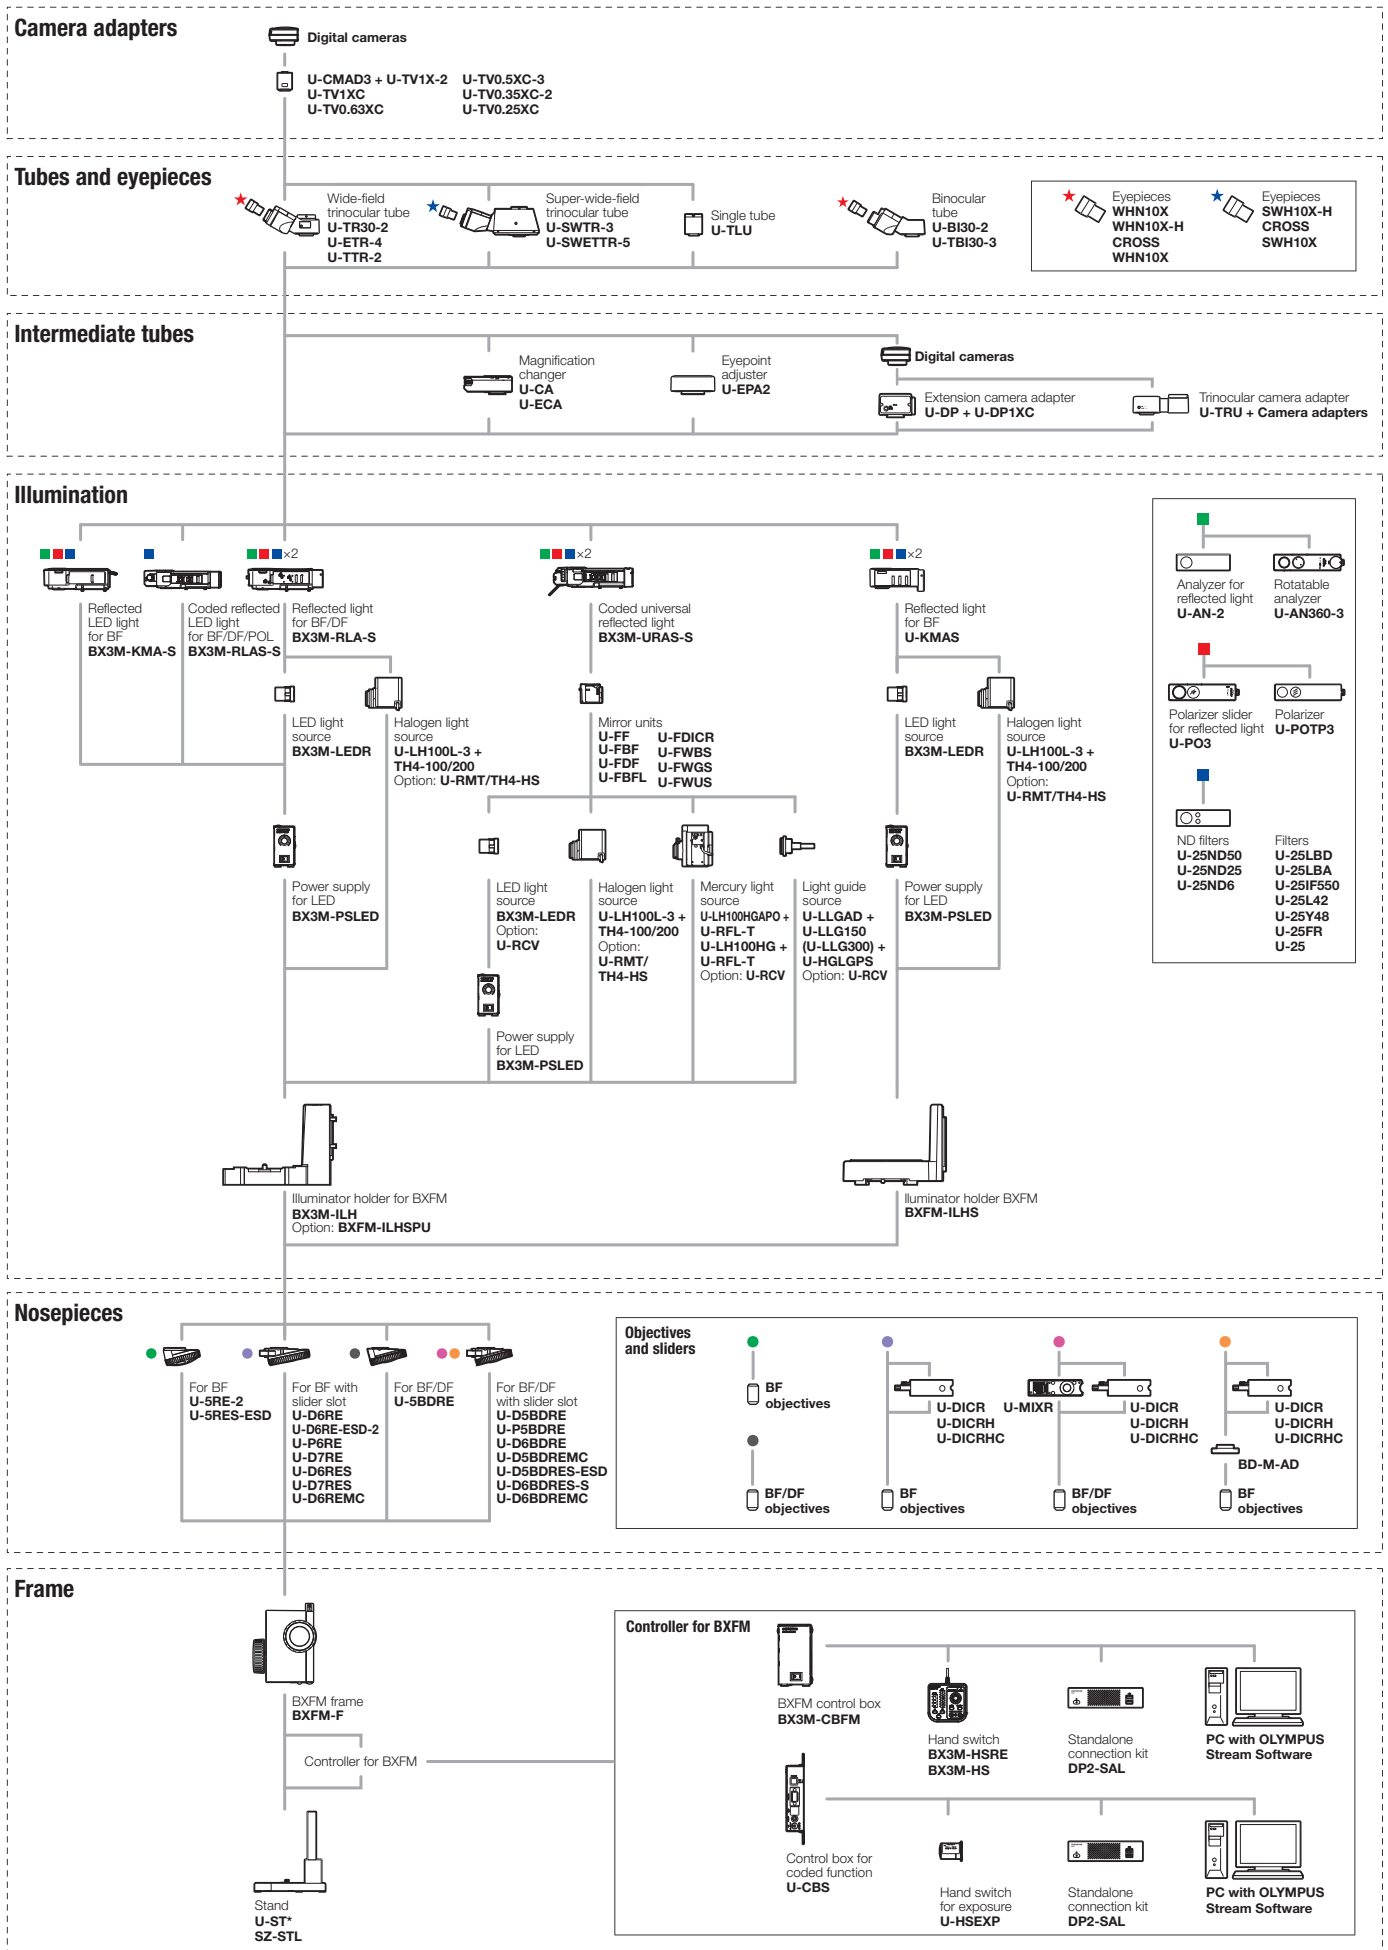 Camera adapters
Digital cameras
U-CMAD3 + U-TV1X-2
U-TV1XC
U-TV0.63XC
U-TV0.5XC-3
U-TV0.35XC-2
U-TV0.25XC
Tubes and eyepieces
Wide-field
trinocular tube
U-TR30-2
U-ETR-4
U-TTR-2
Super-wide-field
trinocular tube
U-SWTR-3
U-SWETTR-5
Single tube
U-TLU
Binocular
tube
U-BI30-2
U-TBI30-3
Eyepieces
WHN10X
WHN10X-H
CROSS
WHN10X
Eyepieces
SWH10X-H
CROSS
SWH10X
Intermediate tubes
Magnification
changer
U-CA
U-ECA
Eyepoint
adjuster
U-EPA2
Digital cameras
Extension camera adapter
U-DP + U-DP1XC
Trinocular camera adapter
U-TRU + Camera adapters
Illumination
×2
×2
×2
Reflected
LED light
for BF
BX3M-KMA-S
Coded reflected
LED light
for BF/DF/POL
BX3M-RLAS-S
Reflected light
for BF/DF
BX3M-RLA-S
Coded universal
reflected light
BX3M-URAS-S
Reflected light
for BF
U-KMAS
Analyzer for
reflected light
U-AN-2
Rotatable
analyzer
U-AN360-3
Polarizer slider
for reflected light
U-PO3
Polarizer
U-POTP3
ND filters
U-25ND50
U-25ND25
U-25ND6
Filters
U-25LBD
U-25LBA
U-25IF550
U-25L42
U-25Y48
U-25FR
U-25
LED light
source
BX3M-LEDR
Halogen light
source
U-LH100L-3 +
TH4-100/200
Option: U-RMT/TH4-HS
Mirror units
U-FF
U-FBF
U-FDF
U-FBFL
U-FDICR
U-FWBS
U-FWGS
U-FWUS
LED light
source
BX3M-LEDR
Halogen light
source
U-LH100L-3 +
TH4-100/200
Option:
U-RMT/TH4-HS
Power supply
for LED
BX3M-PSLED
LED light
source
BX3M-LEDR
Option:
U-RCV
Halogen light
source
U-LH100L-3 +
TH4-100/200
Option:
U-RMT/
TH4-HS
Mercury light
source
U-LH100HGAPO +
U-RFL-T
U-LH100HG +
U-RFL-T
Option: U-RCV
Light guide
source
U-LLGAD +
U-LLG150
(U-LLG300) +
U-HGLGPS
Option: U-RCV
Power supply
for LED
BX3M-PSLED
Power supply
for LED
BX3M-PSLED
Illuminator holder for BXFM
BX3M-ILH
Option: BXFM-ILHSPU
Iluminator holder BXFM
BXFM-ILHS
Nosepieces
For BF
U-5RE-2
U-5RES-ESD
For BF with
slider slot
U-D6RE
U-D6RE-ESD-2
U-P6RE
U-D7RE
U-D6RES
U-D7RES
U-D6REMC
For BF/DF
U-5BDRE
For BF/DF
with slider slot
U-D5BDRE
U-P5BDRE
U-D6BDRE
U-D5BDREMC
U-D5BDRES-ESD
U-D6BDRES-S
U-D6BDREMC
Objectives
and sliders
BF
objectives
BF/DF
objectives
U-DICR
U-DICRH
U-DICRHC
BF
objectives
U-MIXR
U-DICR
U-DICRH
U-DICRHC
BF/DF
objectives
U-DICR
U-DICRH
U-DICRHC
BD-M-AD
BF
objectives
Frame
BXFM frame
BXFM-F
Controller for BXFM
Stand
U-ST*
SZ-STL
Controller for BXFM
BXFM control box
BX3M-CBFM
Hand switch
BX3M-HSRE
BX3M-HS
Standalone
connection kit
DP2-SAL
PC with OLYMPUS
Stream Software
Control box for
coded function
U-CBS
Hand switch
for exposure
U-HSEXP
Standalone
connection kit
DP2-SAL
PC with OLYMPUS
Stream Software